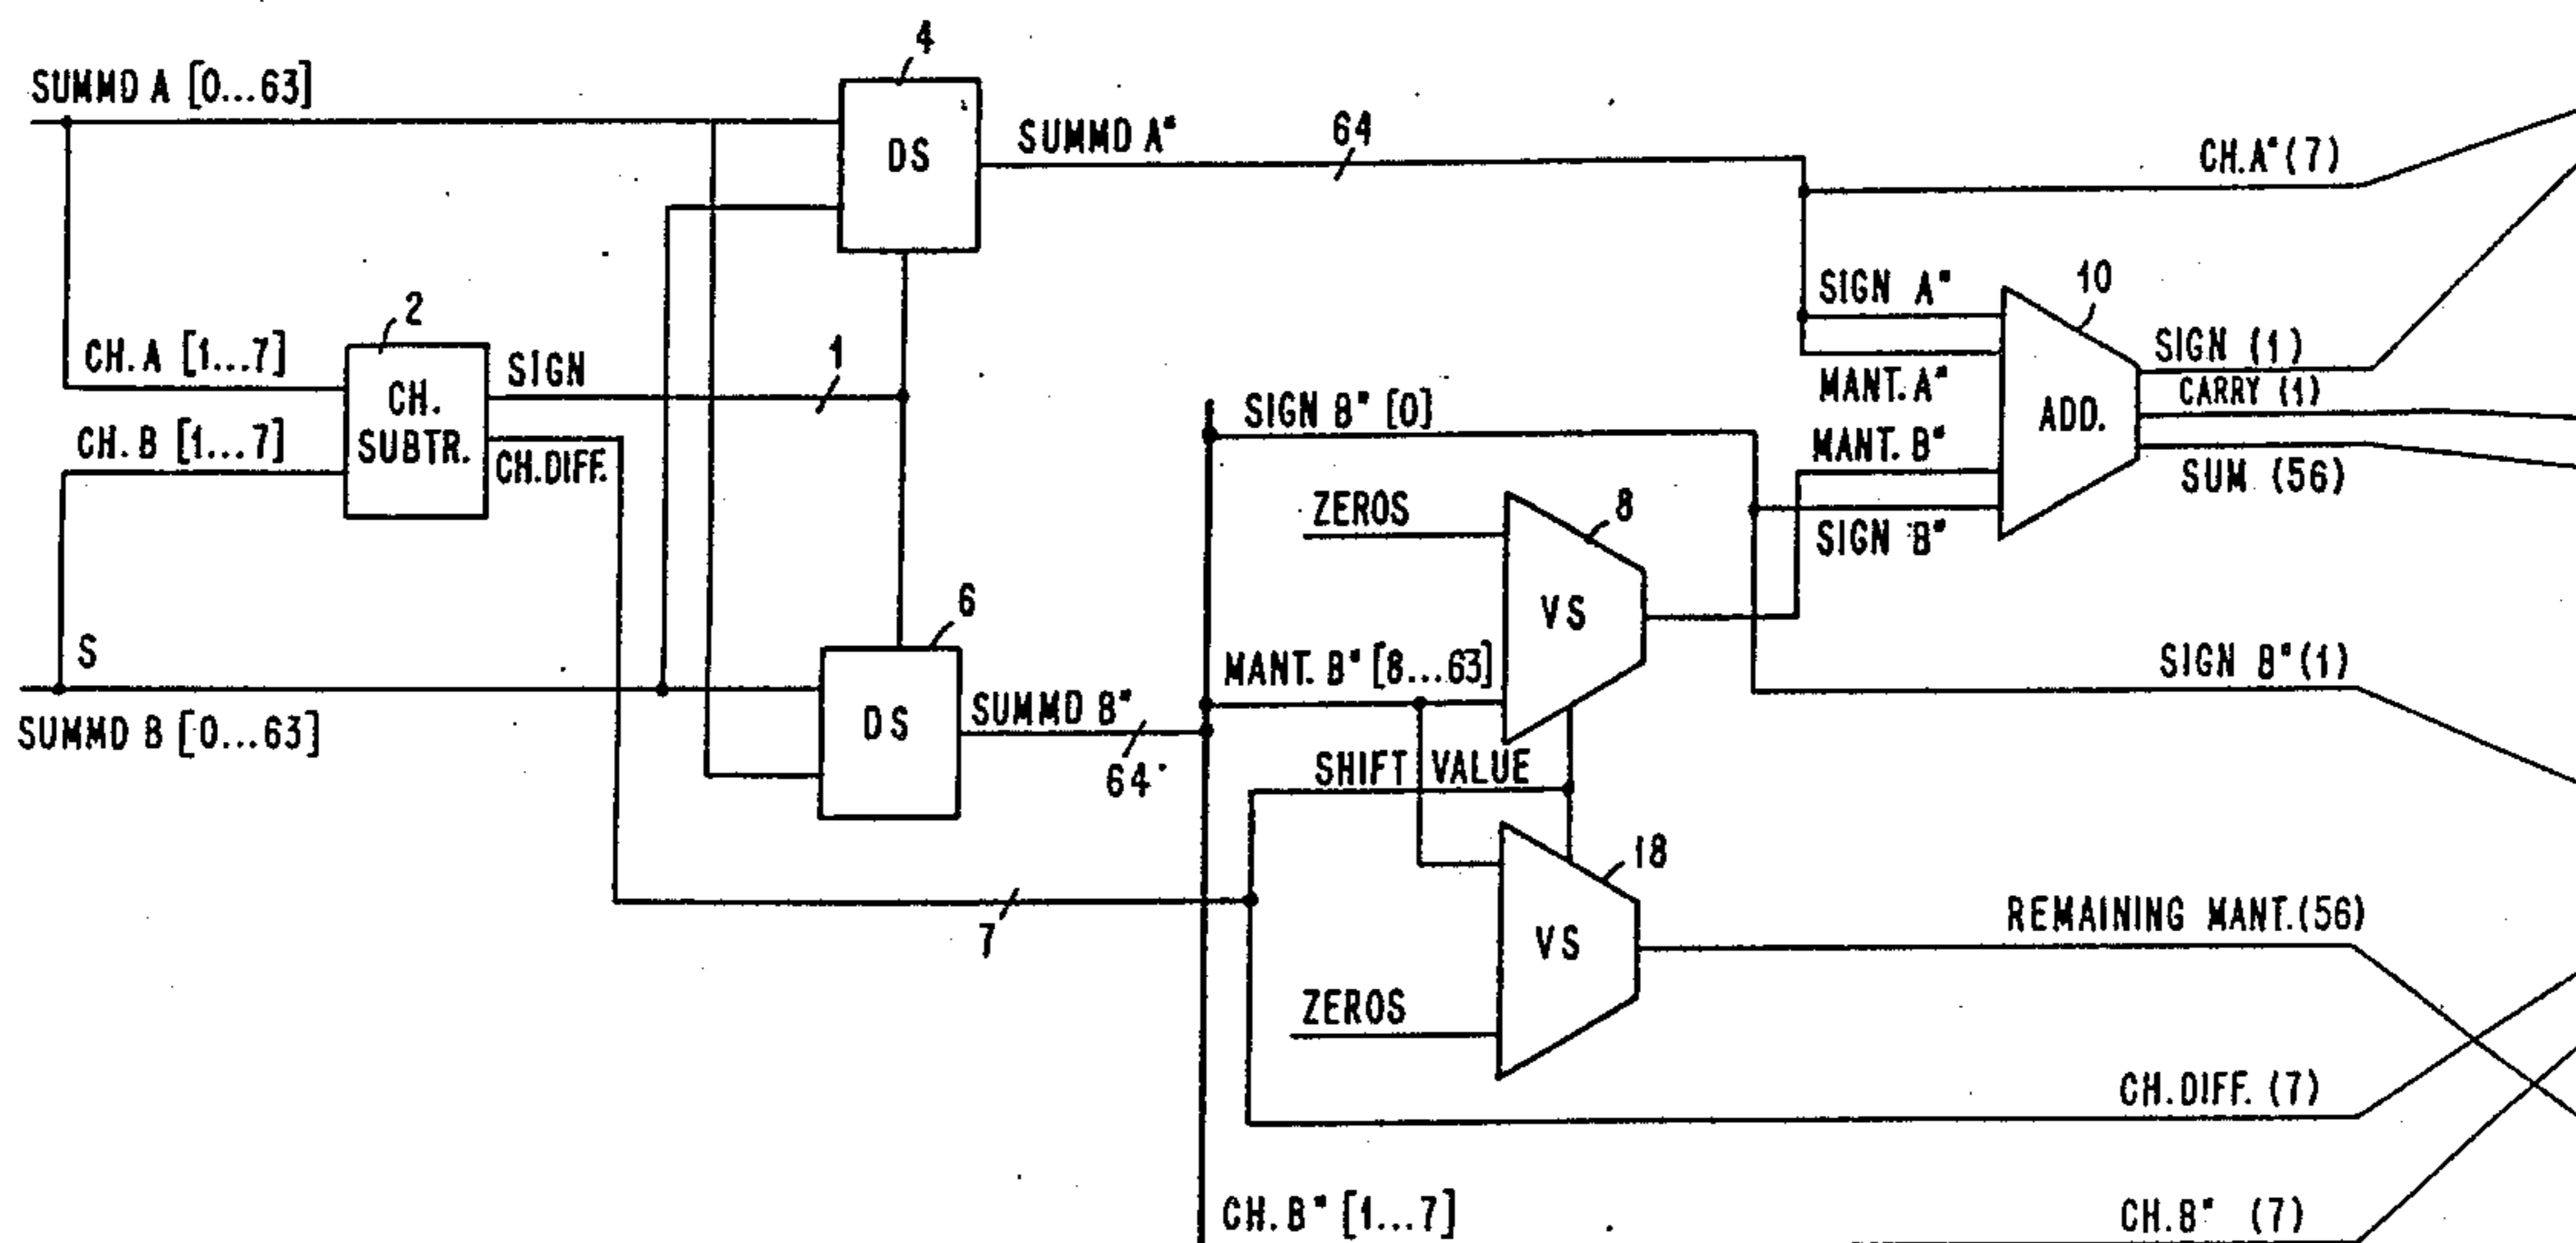 4
SUMMD A [0...63]
DS
SUMMD A"
64
CH.A"(7)
2
CH. A [1...7]
CH. B [1...7]
CH.
SUBTR.
SIGN
1
CH.DIFF.
SIGN A"
10
MANT. A"
MANT. B"
SIGN B"
ADD.
SIGN (1)
CARRY (1)
SUM (56)
SIGN B" [0]
ZEROS
8
VS
S
SUMMD B [0...63]
6
DS
SUMMD B"
64
MANT. B" [8...63]
SIGN B"(1)
SHIFT VALUE
18
VS
7
ZEROS
REMAINING MANT.(56)
CH.DIFF. (7)
CH. B" [1...7]
CH.B" (7)